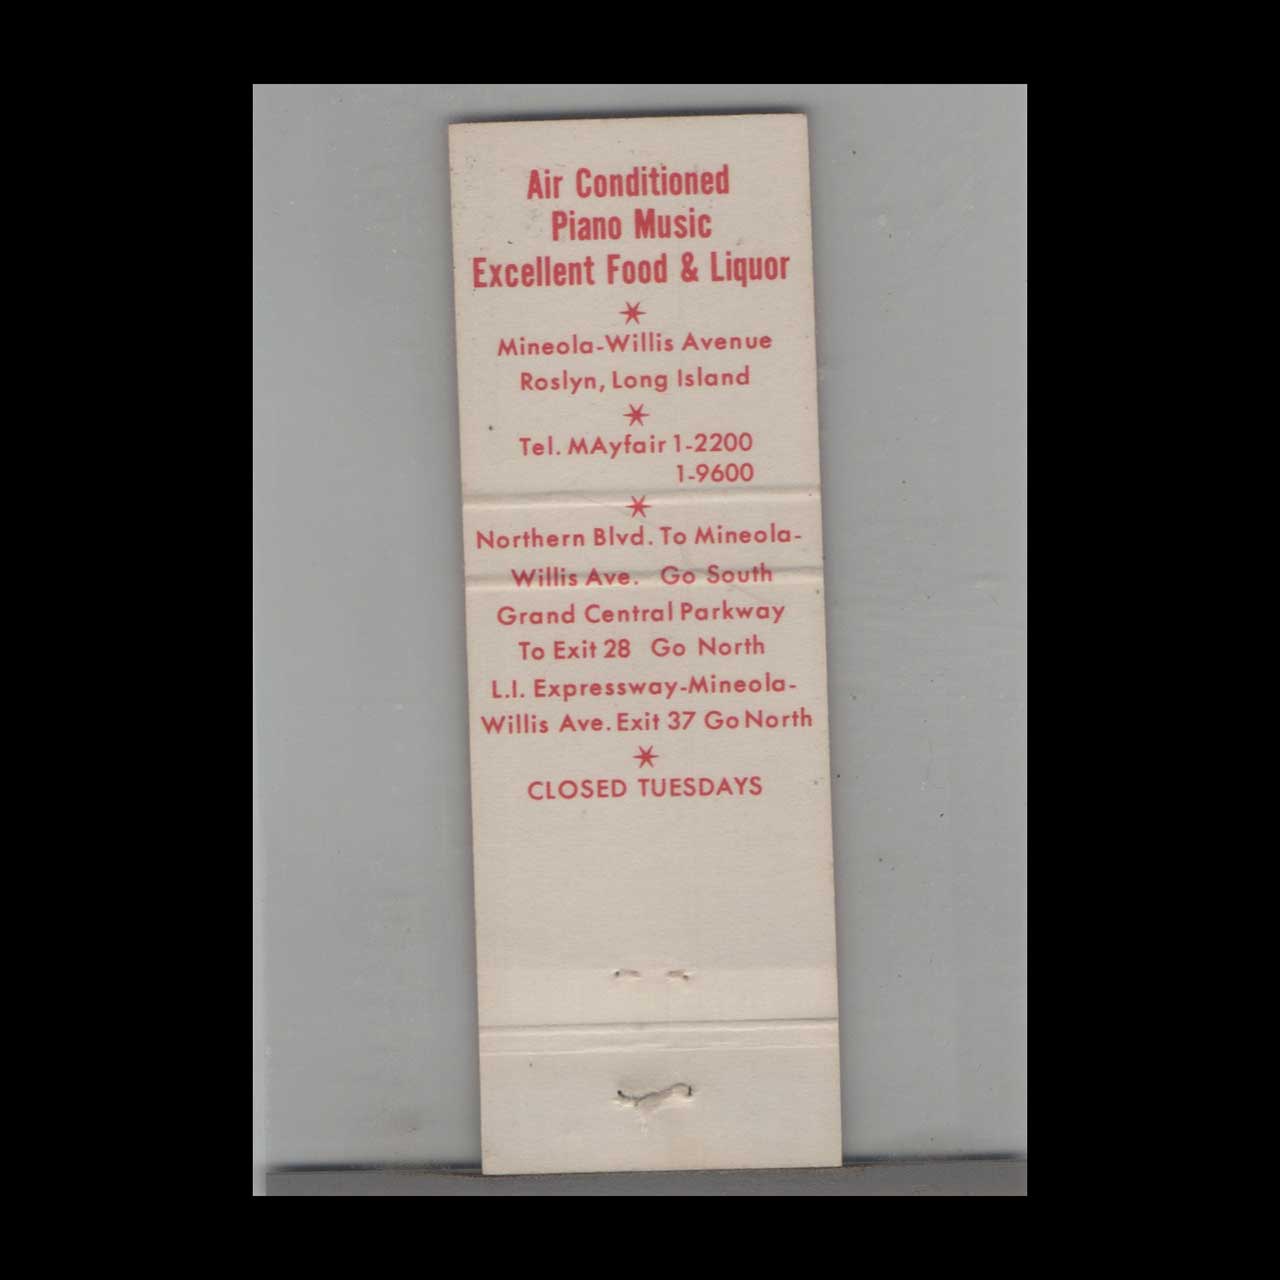 Air Conditioned
Piano Music
Excellent Food & Liquor
Mineola-Willis Avenue
Roslyn, Long Island
Tel. MAyfair 1-2200
1-9600
Northern Blvd. To Mineola-
Willis Ave. Go South
Grand Central Parkway
To Exit 28 Go North
L.I. Expressway-Mineola-
Willis Ave. Exit 37 Go North
CLOSED TUESDAYS